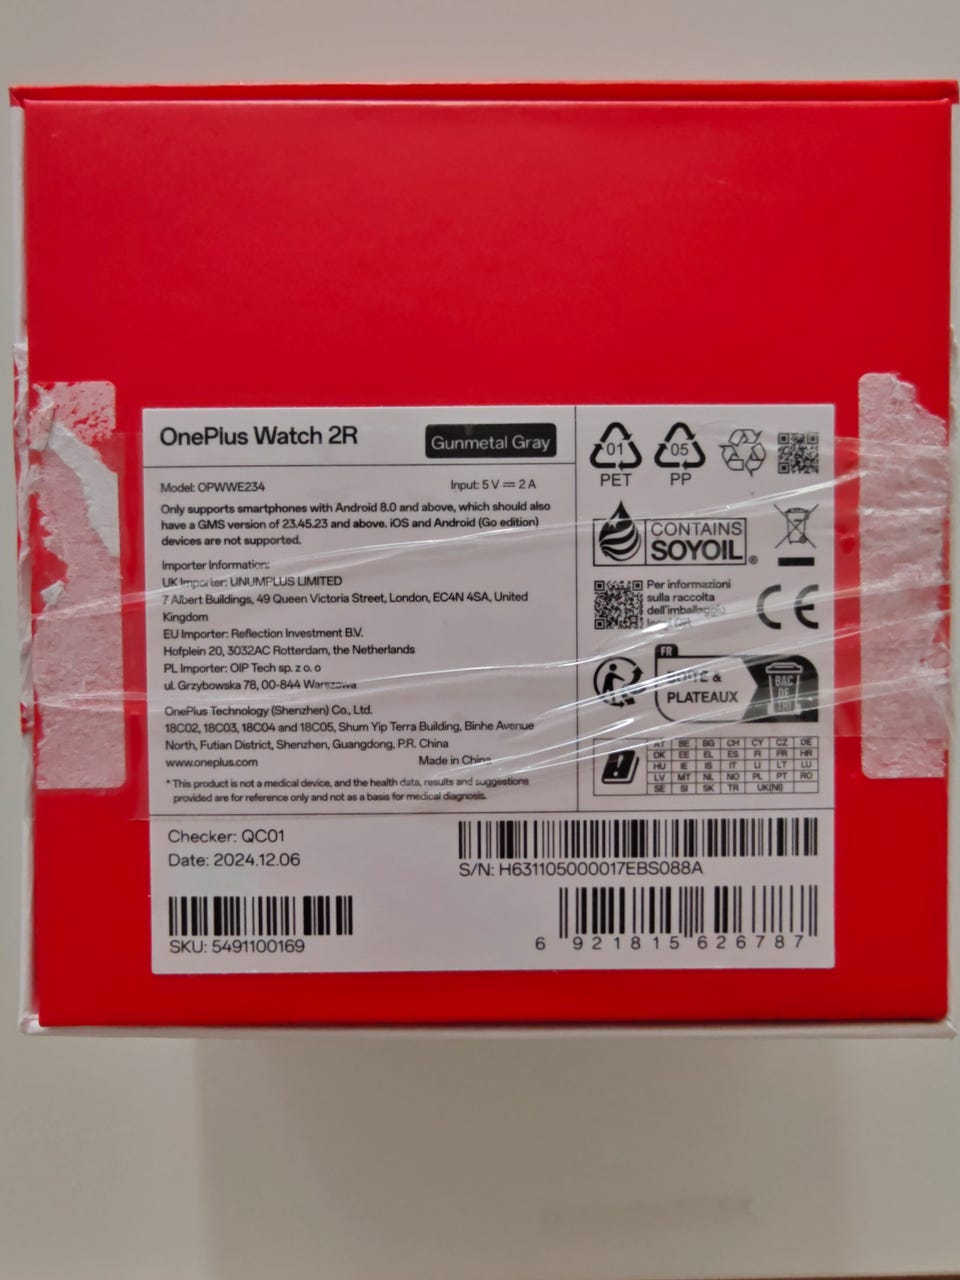 OnePlus Watch 2R
Gunmetal Gray
Model: OPWWE234
Input: 5 V ⎓ 2 A
Only supports smartphones with Android 8.0 and above, which should also
have a GMS version of 23.45.23 and above. iOS and Android (Go edition)
devices are not supported.
Importer Information:
UK Importer: UNUMPLUS LIMITED
7 Albert Buildings, 49 Queen Victoria Street, London, EC4N 4SA, United
Kingdom
EU Importer: Reflection Investment B.V.
Hofplein 20, 3032AC Rotterdam, the Netherlands
PL Importer: OIP Tech sp. z o. o
ul. Grzybowska 78, 00-844 Warszawa
OnePlus Technology (Shenzhen) Co., Ltd.
18C02, 18C03, 18C04 and 18C05, Shum Yip Terra Building, Binhe Avenue
North, Futian District, Shenzhen, Guangdong, P.R. China
www.oneplus.com
Made in China
* This product is not a medical device, and the health data, results and suggestions
provided are for reference only and not as a basis for medical diagnosis.
01
PET
05
PP
CONTAINS
SOYOIL®
Per informazioni
sulla raccolta
dell'imballaggio
CE
FR
BOÎTE &
PLATEAUX
BAC
DE
TRI
AT BE BG CH CY CZ DE
DK EE EL ES FI FR HR
HU IE IS IT LI LT LU
LV MT NL NO PL PT RO
SE SI SK TR UK(NI)
Checker: QC01
Date: 2024.12.06
S/N: H631105000017EBS088A
SKU: 5491100169
6 921815 626787